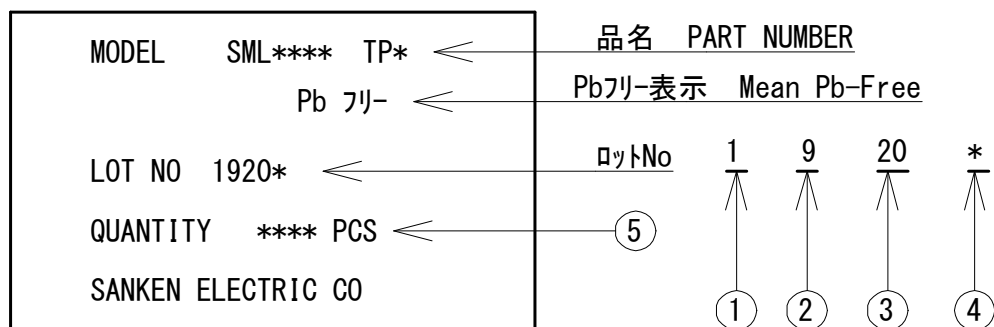 MODEL SML**** TP*
品名 PART NUMBER
Pb フリー
Pbフリー表示 Mean Pb-Free
LOT NO 1920*
ロットNo 1 9 20 *
QUANTITY **** PCS
⑤
SANKEN ELECTRIC CO
① ② ③ ④